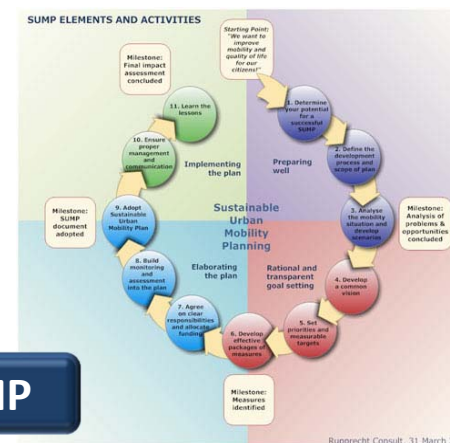 SUMP ELEMENTS AND ACTIVITIES
Starting Point:
"We want to
improve
mobility and
quality of life
for our
citizens!"
Milestone:
Final impact
assessment
concluded
11. Learn the
lessons
1. Determine
your potential
for a
successful
SUMP
10. Ensure
proper
management
and
communication
Implementing
the plan
Preparing
well
2. Define the
development
process and
scope of plan
Milestone:
SUMP
document
adopted
9. Adopt
Sustainable
Urban
Mobility Plan
Sustainable
Urban
Mobility
Planning
3. Analyse
the mobility
situation and
develop
scenarios
Milestone:
Analysis of
problems &
opportunities
concluded
8. Build
monitoring
and
assessment
into the plan
Elaborating
the plan
Rational and
transparent
goal setting
4. Develop
a common
vision
7. Agree
on clear
responsibilities
and allocate
funding
6. Develop
effective
packages of
measures
5. Set
priorities and
measurable
targets
Milestone:
Measures
identified
Rupprecht Consult, 31 March